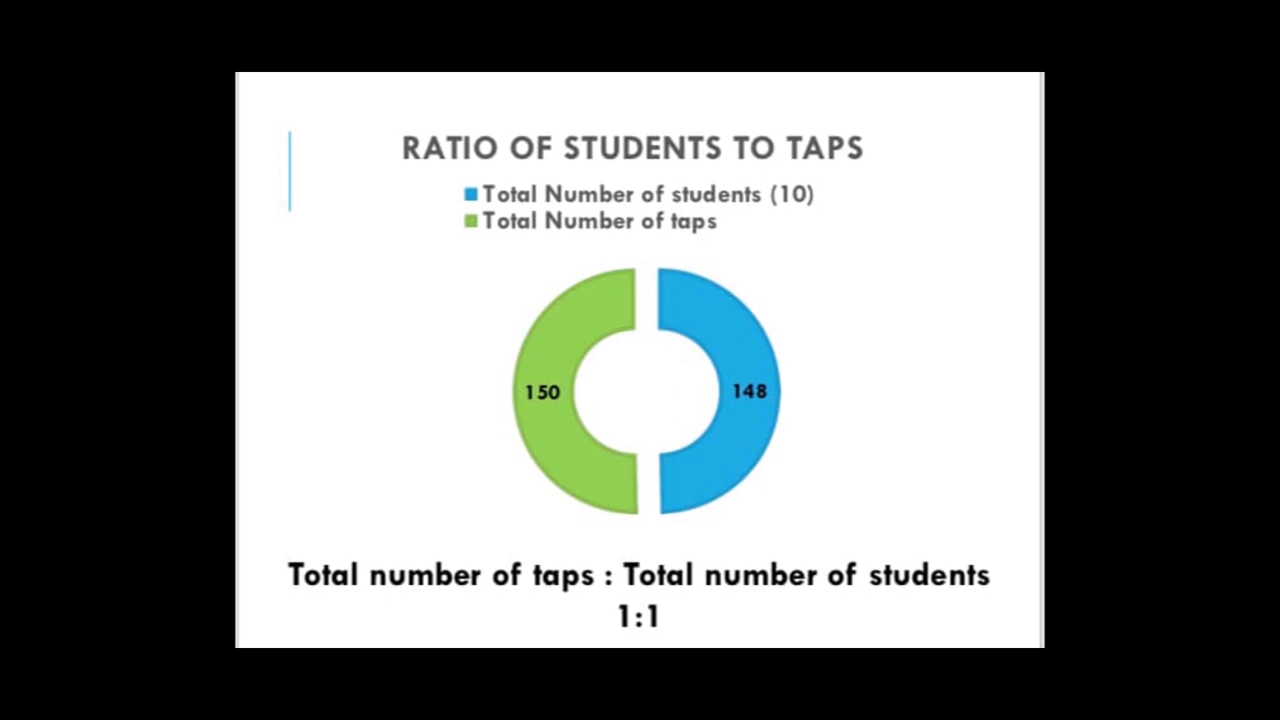 RATIO OF STUDENTS TO TAPS
Total Number of students (10)
Total Number of taps
150
148
Total number of taps : Total number of students
1:1